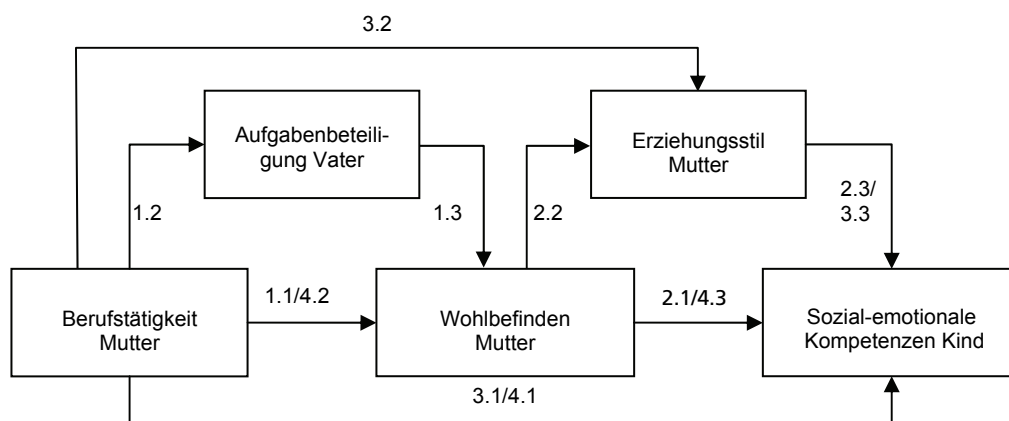 3.2
Aufgabenbeteili-
gung Vater
Erziehungsstil
Mutter
1.2
1.3
2.2
2.3/
3.3
Berufstätigkeit
Mutter
1.1/4.2
Wohlbefinden
Mutter
2.1/4.3
Sozial-emotionale
Kompetenzen Kind
3.1/4.1